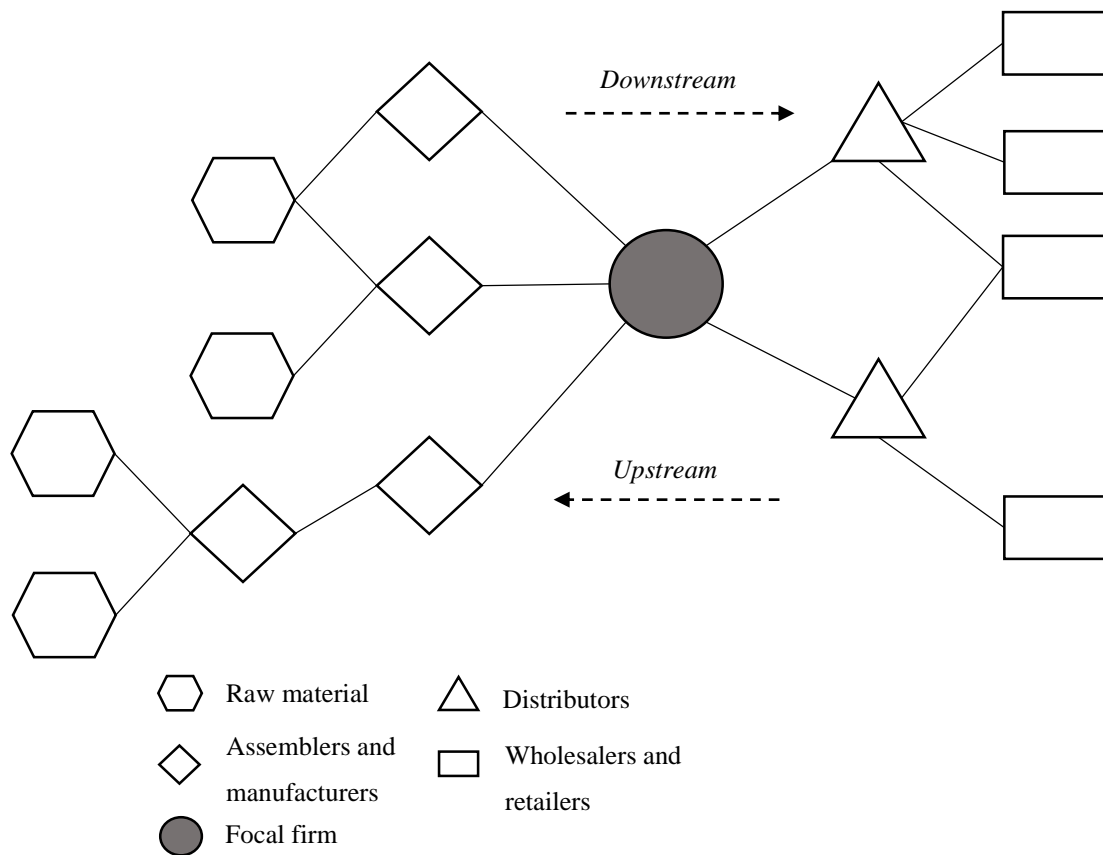 Downstream
Upstream
Raw material
Distributors
Assemblers and
manufacturers
Wholesalers and
retailers
Focal firm